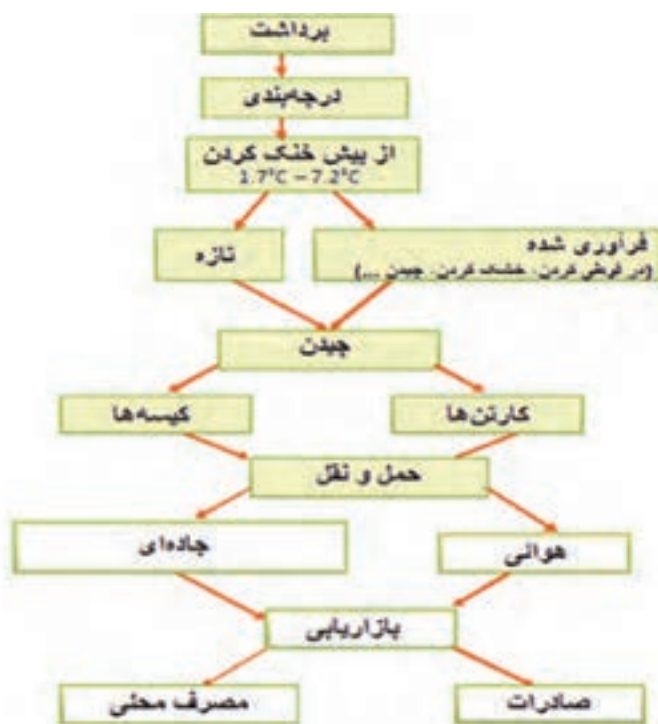 برداشت
درجه‌بندی
از پیش خنک کردن
1.7°C – 7.2°C
فرآوری شده
(در قوطی کردن، خشک کردن، چیدن ...)
تازه
چیدن
کارتن‌ها
کیسه‌ها
حمل و نقل
هوائی
جاده‌ای
بازاریابی
صادرات
مصرف محلی